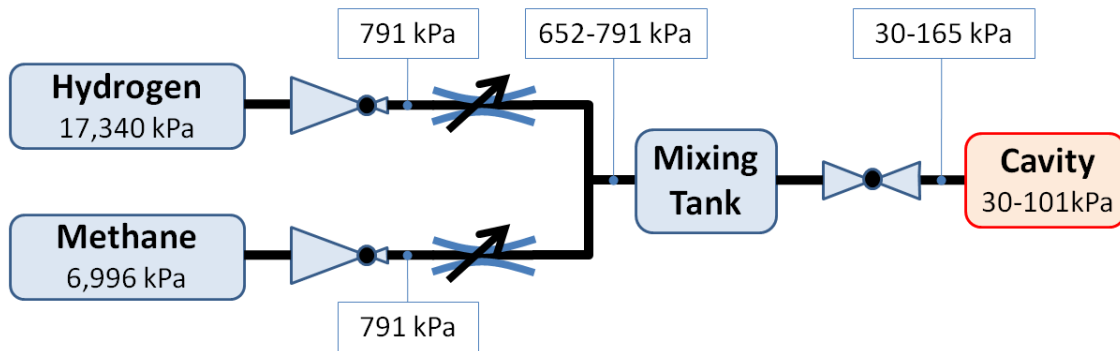 791 kPa
652-791 kPa
30-165 kPa
Hydrogen
17,340 kPa
Mixing
Tank
Cavity
30-101kPa
Methane
6,996 kPa
791 kPa